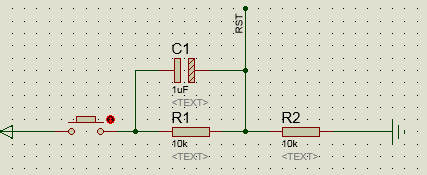 RST
C1
1uF
<TEXT>
R1
10k
<TEXT>
R2
10k
<TEXT>